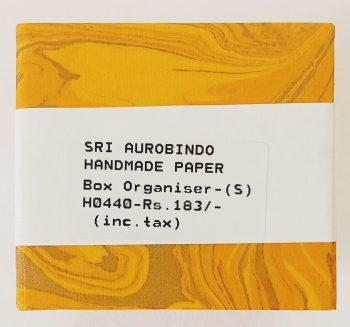 SRI AUROBINDO
HANDMADE PAPER
Box Organiser-(S)
H0440-Rs.183/-
(inc.tax)